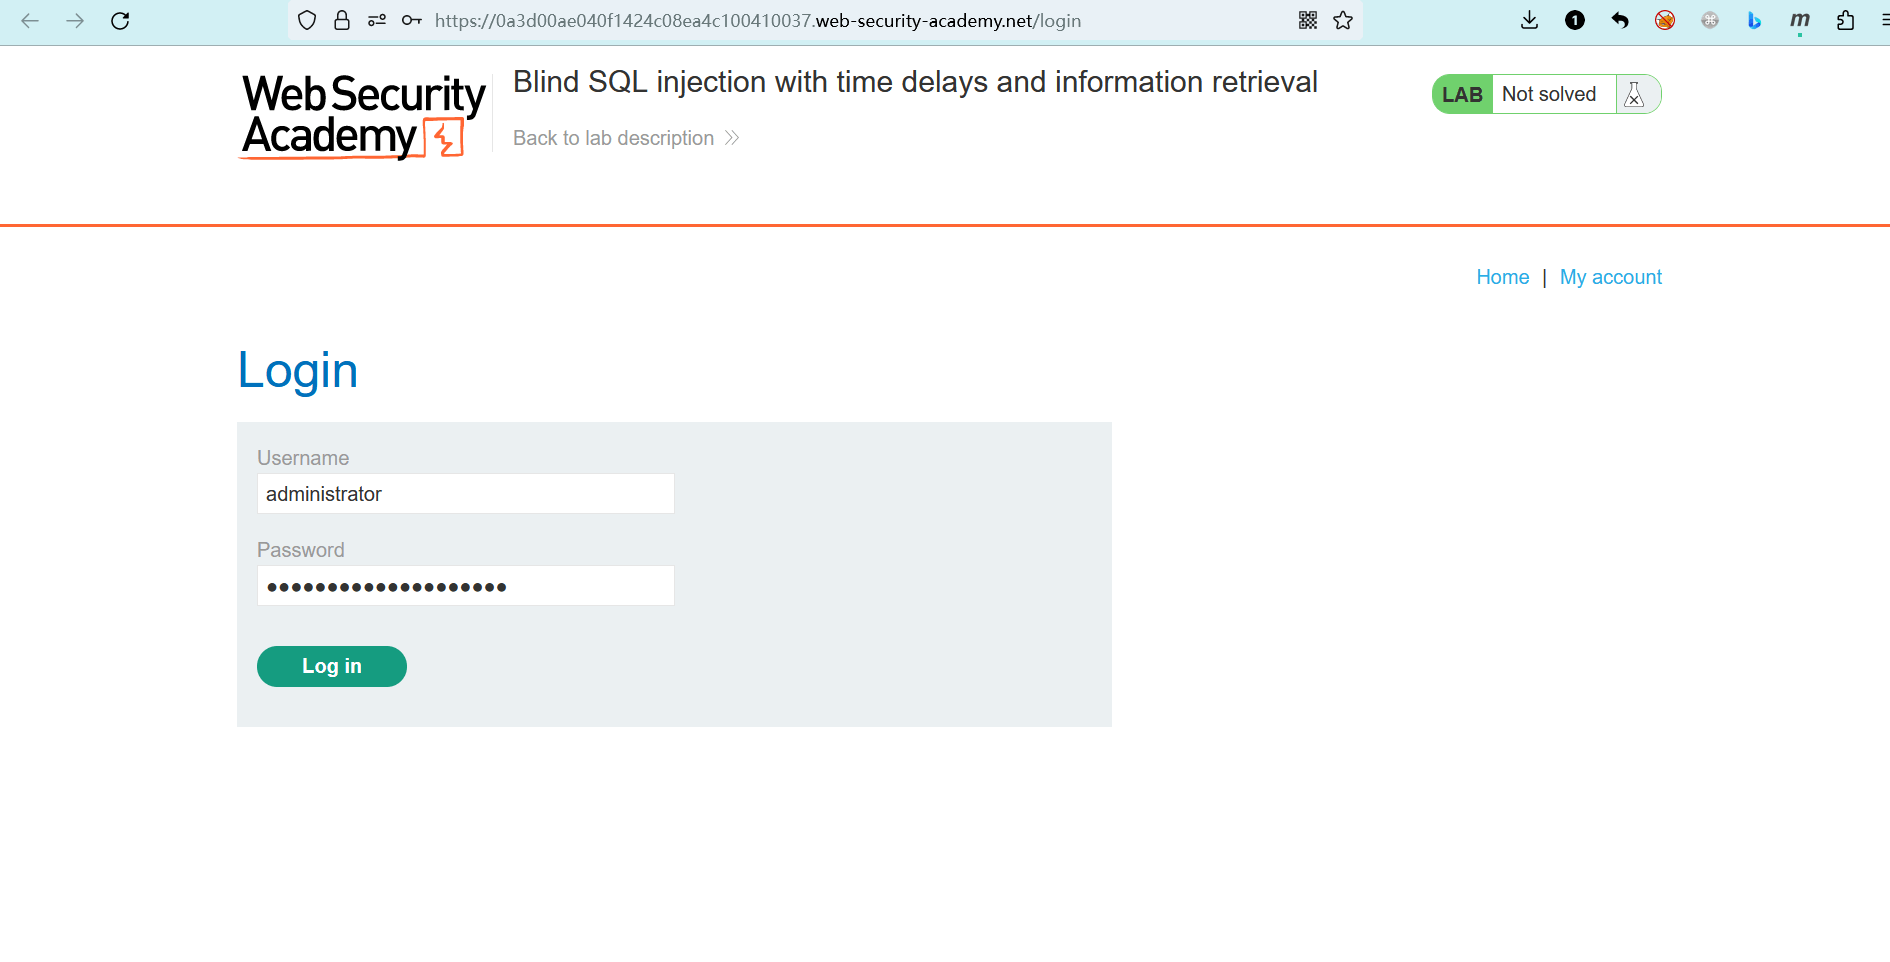 https://0a3d00ae040f1424c08ea4c100410037.web-security-academy.net/login
1
m
Web Security
Academy
Blind SQL injection with time delays and information retrieval
Back to lab description
LAB
Not solved
Home | My account
Login
Username
administrator
Password
Log in